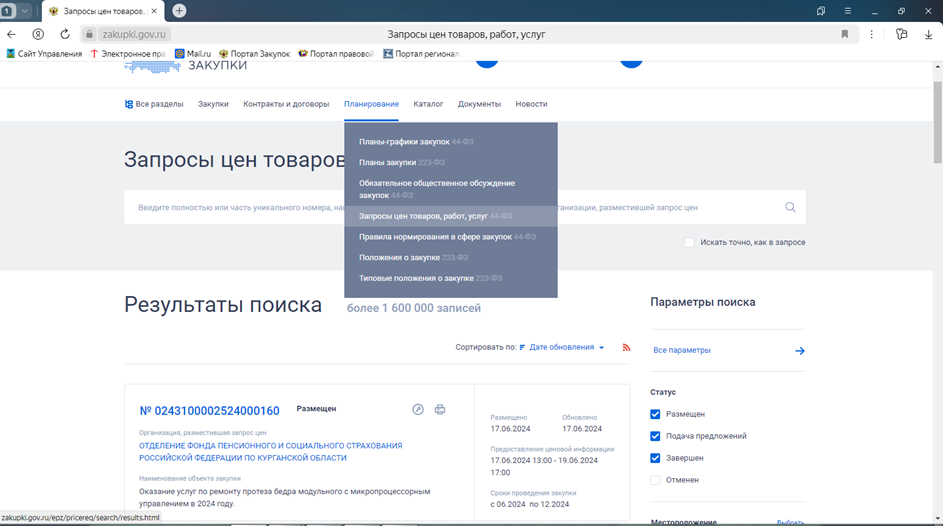 1
Запросы цен товаров,
zakupki.gov.ru
Запросы цен товаров, работ, услуг
Сайт Управления
Электронное пра
Mail.ru
Портал Закупок
Портал правовой
Портал регионал
ЗАКУПКИ
Все разделы
Закупки
Контракты и договоры
Планирование
Каталог
Документы
Новости
Планы-графики закупок 44-ФЗ
Планы закупки 223-ФЗ
Обязательное общественное обсуждение
закупок 44-ФЗ
Запросы цен товаров, работ, услуг 44-ФЗ
Правила нормирования в сфере закупок 44-ФЗ
Положения о закупке 223-ФЗ
Типовые положения о закупке 223-ФЗ
Запросы цен товаров
Введите полностью или часть уникального номера, на
ганизации, разместившей запрос цен
Искать точно, как в запросе
Результаты поиска
более 1 600 000 записей
Сортировать по:
Дате обновления
№ 0243100002524000160
Размещен
Организация, разместившая запрос цен
ОТДЕЛЕНИЕ ФОНДА ПЕНСИОННОГО И СОЦИАЛЬНОГО СТРАХОВАНИЯ
РОССИЙСКОЙ ФЕДЕРАЦИИ ПО КУРГАНСКОЙ ОБЛАСТИ
Наименование объекта закупки
Оказание услуг по ремонту протеза бедра модульного с микропроцессорным
управлением в 2024 году.
Размещено
Обновлено
17.06.2024
17.06.2024
Предоставление ценовой информации
17.06.2024 13:00 - 19.06.2024
17:00
Сроки проведения закупки
с 06.2024 по 12.2024
Параметры поиска
Все параметры
Статус
Размещен
Подача предложений
Завершен
Отменен
Местоположение
Выбрать
zakupki.gov.ru/epz/pricereq/search/results.html